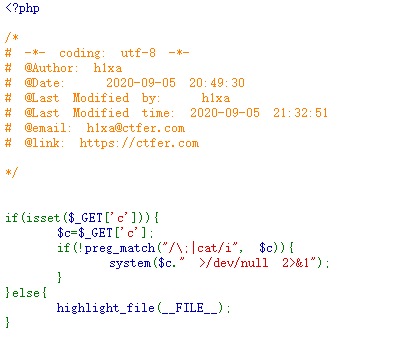 <?php
/*
# -*- coding: utf-8 -*-
# @Author: h1xa
# @Date:   2020-09-05 20:49:30
# @Last Modified by:   h1xa
# @Last Modified time: 2020-09-05 21:32:51
# @email: h1xa@ctfer.com
# @link: https://ctfer.com
*/
if(isset($_GET['c'])){
$c=$_GET['c'];
if(!preg_match("/\;|cat/i", $c)){
system($c." >/dev/null 2>&1");
}
}else{
highlight_file(__FILE__);
}